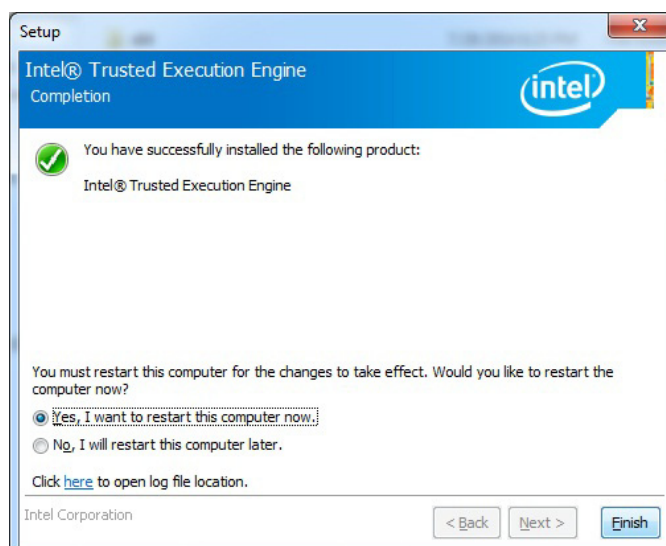 Setup
Intel® Trusted Execution Engine
Completion
intel
You have successfully installed the following product:
Intel® Trusted Execution Engine
You must restart this computer for the changes to take effect. Would you like to restart the
computer now?
Yes, I want to restart this computer now.
No, I will restart this computer later.
Click here to open log file location.
Intel Corporation
< Back
Next >
Finish